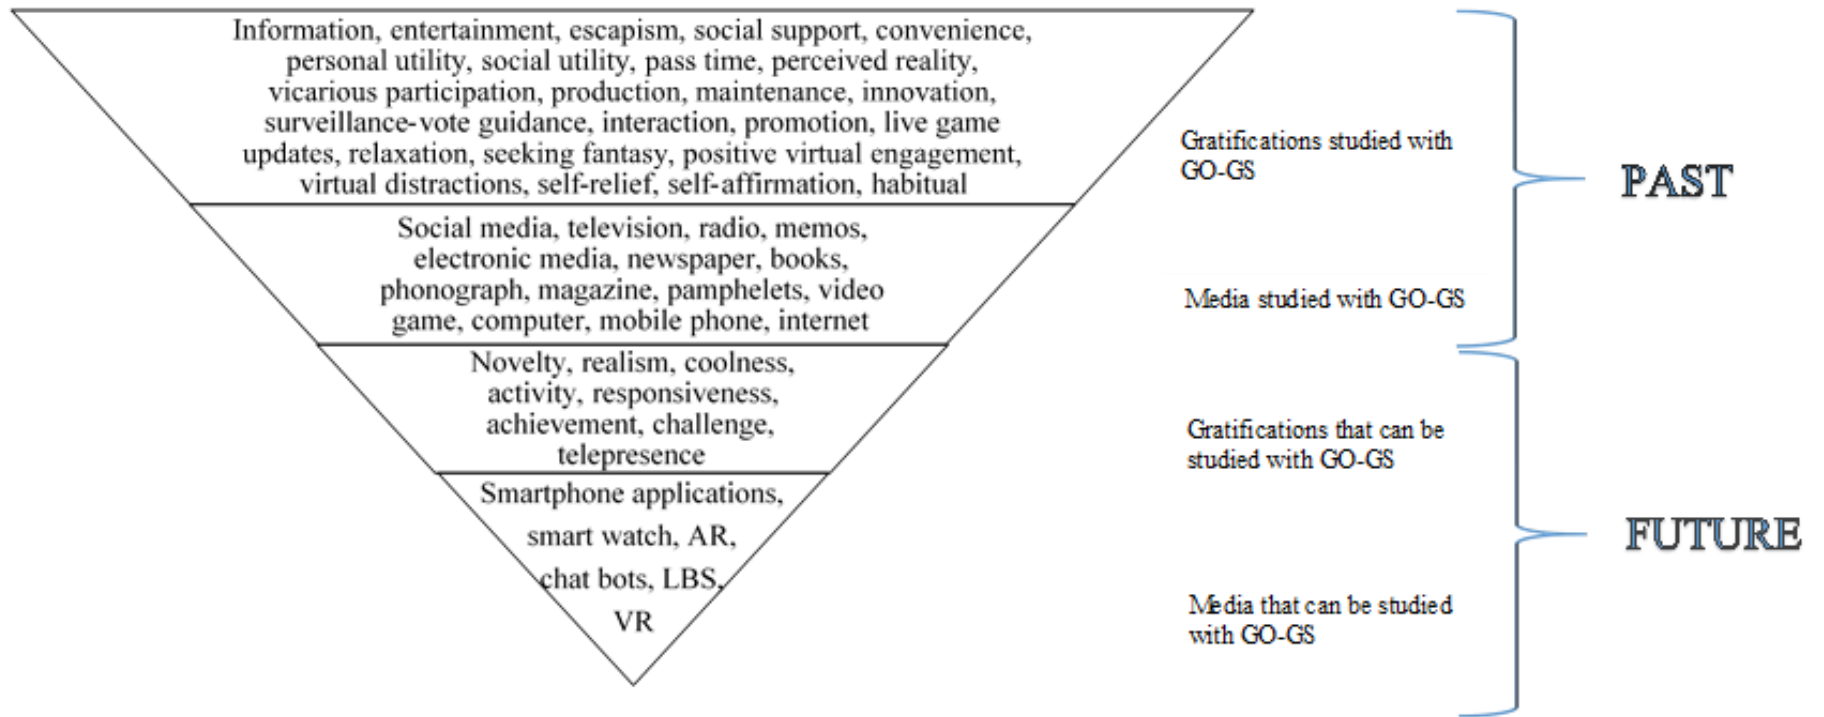 Information, entertainment, escapism, social support, convenience,
personal utility, social utility, pass time, perceived reality,
vicarious participation, production, maintenance, innovation,
surveillance-vote guidance, interaction, promotion, live game
updates, relaxation, seeking fantasy, positive virtual engagement,
virtual distractions, self-relief, self-affirmation, habitual
Gratifications studied with
GO-GS
PAST
Social media, television, radio, memos,
electronic media, newspaper, books,
phonograph, magazine, pamphelets, video
game, computer, mobile phone, internet
Media studied with GO-GS
Novelty, realism, coolness,
activity, responsiveness,
achievement, challenge,
telepresence
Gratifications that can be
studied with GO-GS
FUTURE
Smartphone applications,
smart watch, AR,
chat bots, LBS,
VR
Media that can be studied
with GO-GS